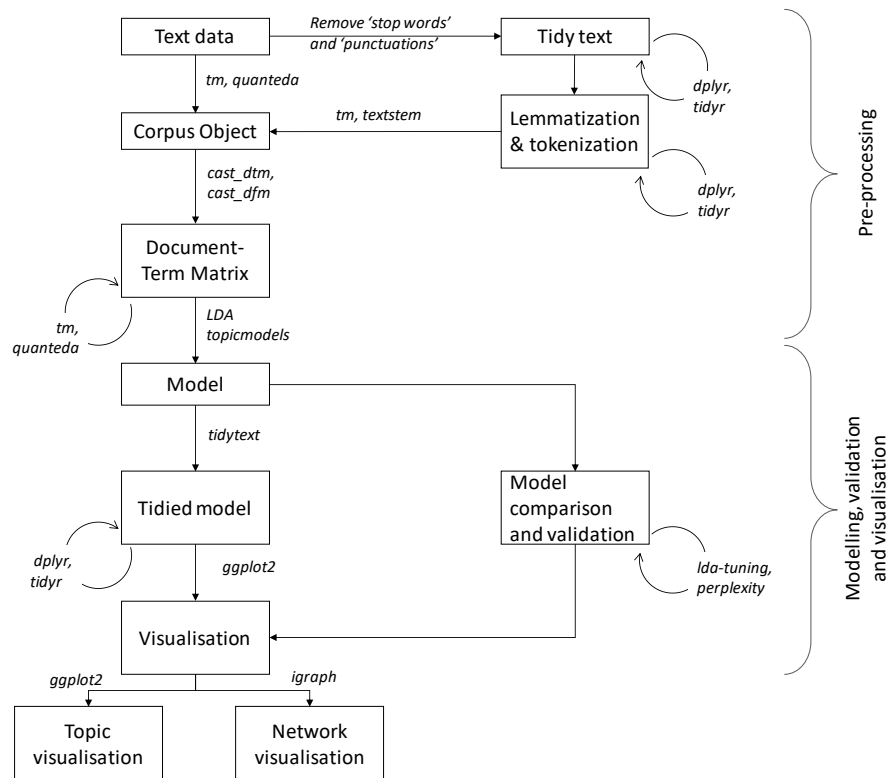 Text data
Remove ‘stop words’
and ‘punctuations’
Tidy text
dplyr,
tidyr
tm, quanteda
Corpus Object
tm, textstem
Lemmatization
& tokenization
dplyr,
tidyr
cast_dtm,
cast_dfm
Document-
Term Matrix
tm,
quanteda
LDA
topicmodels
Pre-processing
Model
tidytext
Tidied model
dplyr,
tidyr
Model
comparison
and validation
lda-tuning,
perplexity
ggplot2
Visualisation
Modelling, validation
and visualisation
ggplot2
igraph
Topic
visualisation
Network
visualisation